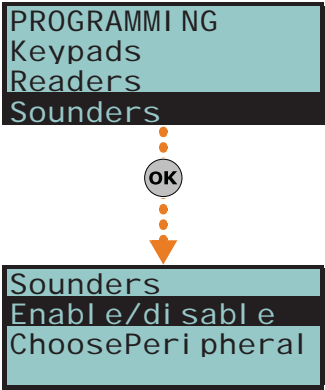 PROGRAMMING
Keypads
Readers
Sounders
OK
Sounders
Enable/disable
ChoosePeripheral